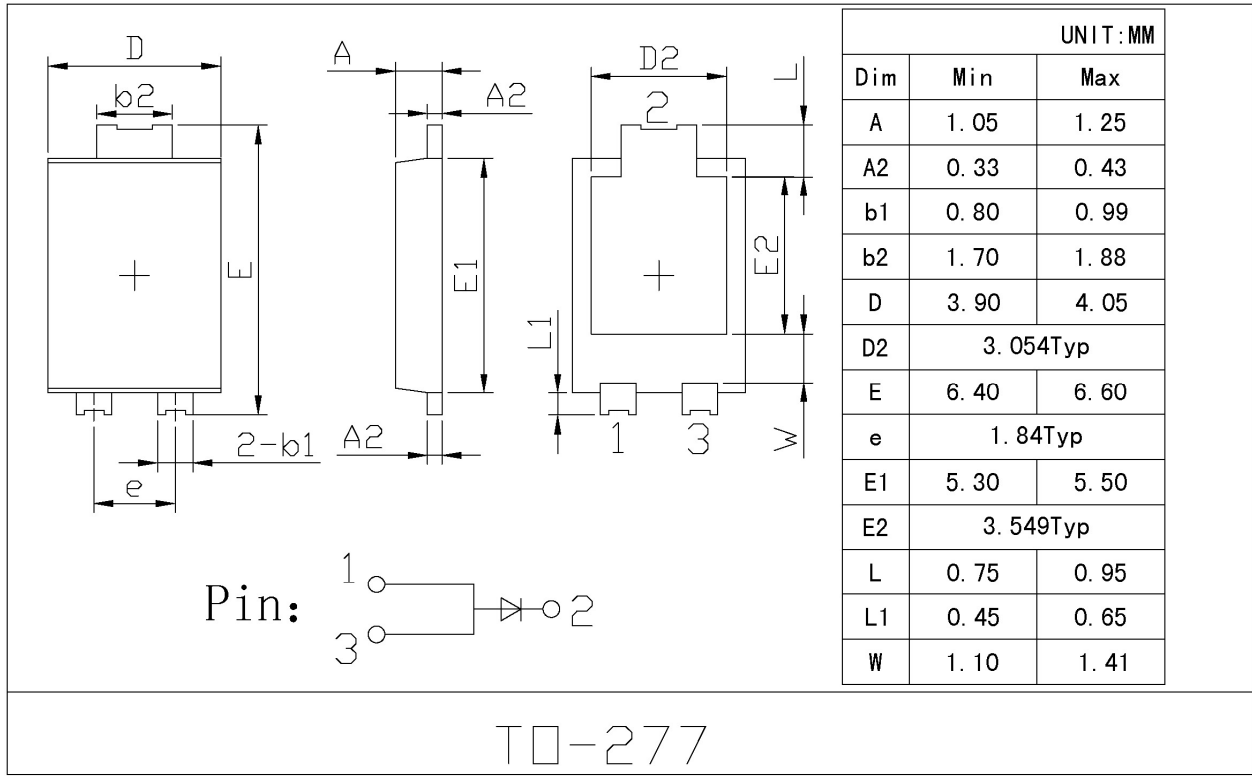 D
b2
E
2-b1
e
A
A2
E1
A2
D2
2
L
E2
L1
W
1 3
Pin:
1
3
2
UNIT:MM
Dim Min Max
A 1.05 1.25
A2 0.33 0.43
b1 0.80 0.99
b2 1.70 1.88
D 3.90 4.05
D2 3.054Typ
E 6.40 6.60
e 1.84Typ
E1 5.30 5.50
E2 3.549Typ
L 0.75 0.95
L1 0.45 0.65
W 1.10 1.41
TO-277